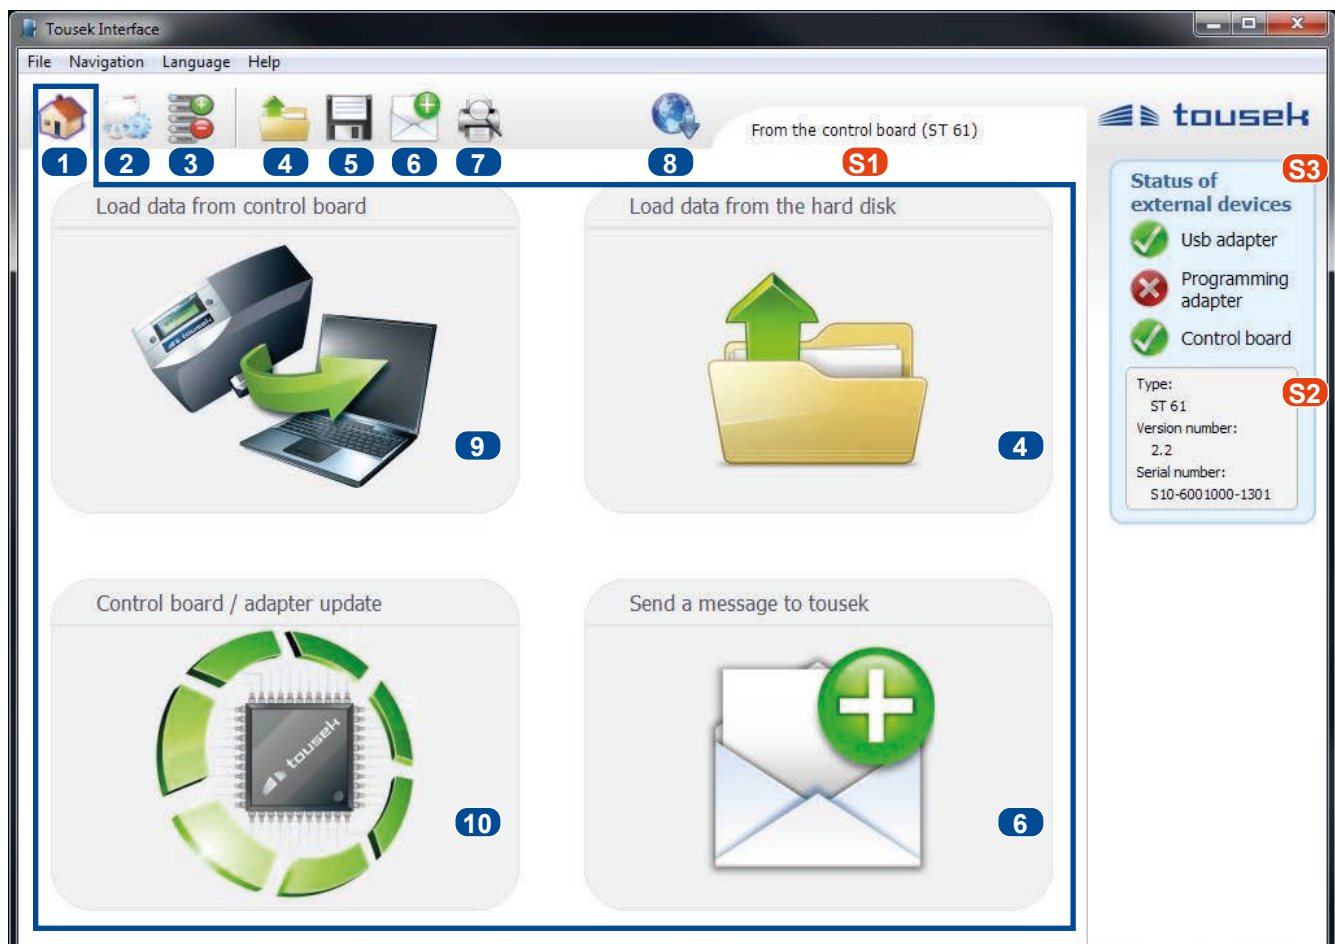 Tousek Interface
File Navigation Language Help
1 2 3 4 5 6 7 8
From the control board (ST 61)
S1
tousek
Status of
external devices
S3
Usb adapter
Programming
adapter
Control board
Type:
ST 61
S2
Version number:
2.2
Serial number:
S10-6001000-1301
Load data from control board
tousek
9
Load data from the hard disk
4
Control board / adapter update
tousek
10
Send a message to tousek
6